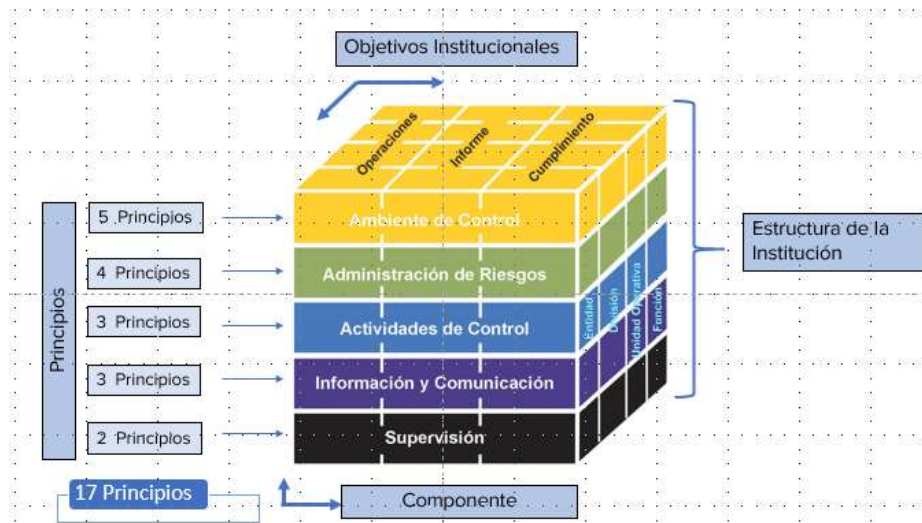 Objetivos Institucionales
Operaciones
Informe
Cumplimiento
Principios
5 Principios
4 Principios
3 Principios
3 Principios
2 Principios
17 Principios
Ambiente de Control
Administración de Riesgos
Actividades de Control
Información y Comunicación
Supervisión
Entidad
División
Unidad Operativa
Función
Estructura de la
Institución
Componente